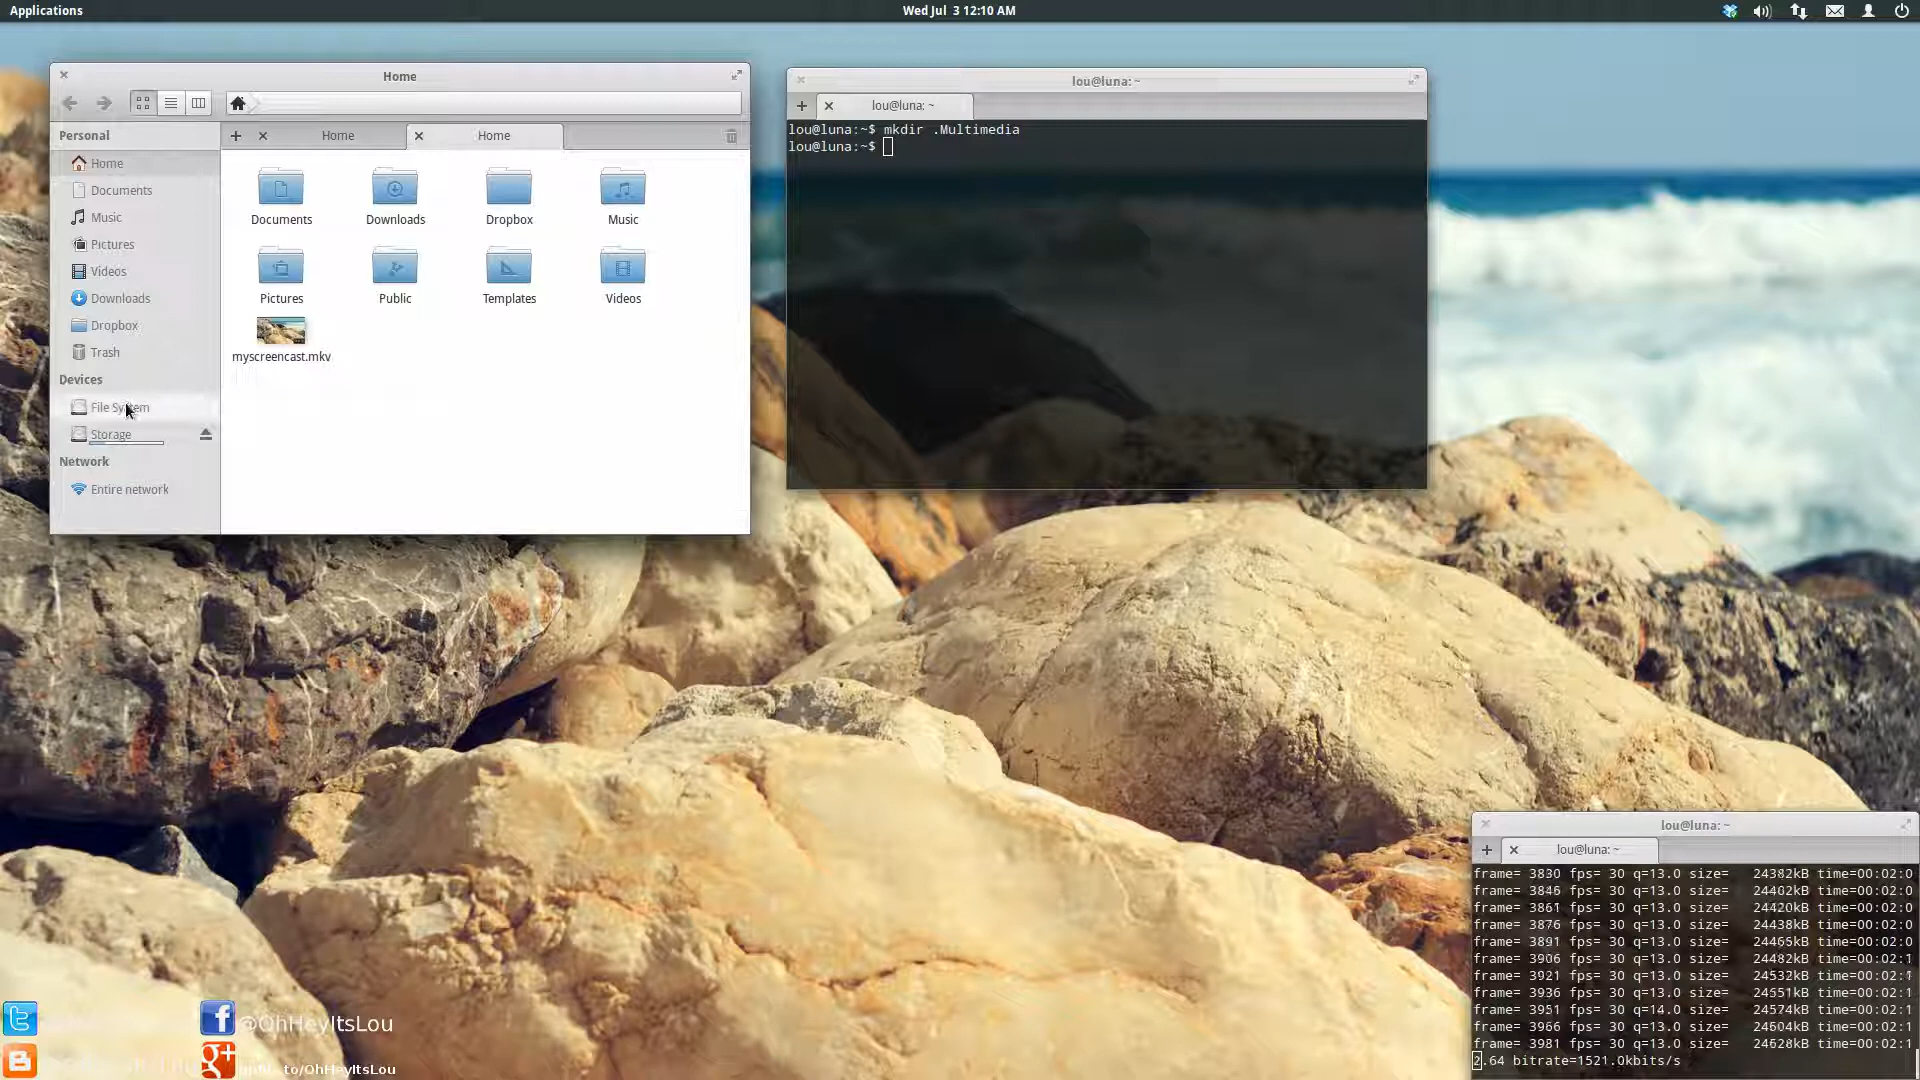 Applications
Wed Jul 3 12:10 AM
Home
Personal
Home
Documents
Music
Pictures
Videos
Downloads
Dropbox
Trash
Devices
File System
Storage
Network
Entire network
Home
Home
Documents
Downloads
Dropbox
Music
Pictures
Public
Templates
Videos
myscreencast.mkv
lou@luna: ~
lou@luna: ~
lou@luna:~$ mkdir .Multimedia
lou@luna:~$
lou@luna: ~
lou@luna: ~
frame= 3830 fps= 30 q=13.0 size= 24382kB time=00:02:0
frame= 3846 fps= 30 q=13.0 size= 24402kB time=00:02:0
frame= 3861 fps= 30 q=13.0 size= 24420kB time=00:02:0
frame= 3876 fps= 30 q=13.0 size= 24438kB time=00:02:0
frame= 3891 fps= 30 q=13.0 size= 24465kB time=00:02:0
frame= 3906 fps= 30 q=13.0 size= 24482kB time=00:02:1
frame= 3921 fps= 30 q=13.0 size= 24532kB time=00:02:1
frame= 3936 fps= 30 q=13.0 size= 24551kB time=00:02:1
frame= 3951 fps= 30 q=14.0 size= 24574kB time=00:02:1
frame= 3966 fps= 30 q=13.0 size= 24604kB time=00:02:1
frame= 3981 fps= 30 q=13.0 size= 24628kB time=00:02:1
2.64 bitrate=1521.0kbits/s
@OhHeyItsLou
to/OhHeyItsLou